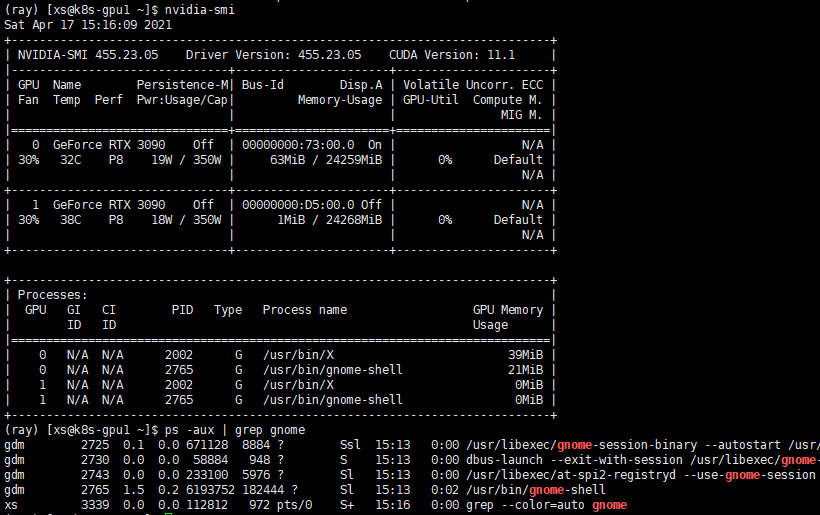 (ray) [xs@k8s-gpu1 ~]$ nvidia-smi
Sat Apr 17 15:16:09 2021
+-----------------------------------------------------------------------------+
| NVIDIA-SMI 455.23.05    Driver Version: 455.23.05    CUDA Version: 11.1     |
|-------------------------------+----------------------+----------------------+
| GPU  Name        Persistence-M| Bus-Id        Disp.A | Volatile Uncorr. ECC |
| Fan  Temp  Perf  Pwr:Usage/Cap|         Memory-Usage | GPU-Util  Compute M. |
|                               |                      |               MIG M. |
|===============================+======================+======================|
|   0  GeForce RTX 3090    Off  | 00000000:73:00.0  On |                  N/A |
| 30%   32C    P8    19W / 350W |     63MiB / 24259MiB |      0%      Default |
|                               |                      |                  N/A |
+-------------------------------+----------------------+----------------------+
|   1  GeForce RTX 3090    Off  | 00000000:D5:00.0 Off |                  N/A |
| 30%   38C    P8    18W / 350W |      1MiB / 24268MiB |      0%      Default |
|                               |                      |                  N/A |
+-------------------------------+----------------------+----------------------+
+-----------------------------------------------------------------------------+
| Processes:                                                                  |
|  GPU   GI   CI        PID   Type   Process name                  GPU Memory |
|        ID   ID                                                   Usage      |
|=============================================================================|
|    0   N/A  N/A      2002      G   /usr/bin/X                         39MiB |
|    0   N/A  N/A      2765      G   /usr/bin/gnome-shell               21MiB |
|    1   N/A  N/A      2002      G   /usr/bin/X                          0MiB |
|    1   N/A  N/A      2765      G   /usr/bin/gnome-shell                0MiB |
+-----------------------------------------------------------------------------+
(ray) [xs@k8s-gpu1 ~]$ ps -aux | grep gnome
gdm        2725  0.1  0.0 671128  8884 ?        Ssl  15:13   0:00 /usr/libexec/gnome-session-binary --autostart /usr/
gdm        2730  0.0  0.0  58884   948 ?        S    15:13   0:00 dbus-launch --exit-with-session /usr/libexec/gnome-
gdm        2743  0.0  0.0 233100  5976 ?        Sl   15:13   0:00 /usr/libexec/at-spi2-registryd --use-gnome-session
gdm        2765  1.5  0.2 6193752 182444 ?      Sl   15:13   0:02 /usr/bin/gnome-shell
xs         3339  0.0  0.0 112812   972 pts/0    S+   15:16   0:00 grep --color=auto gnome